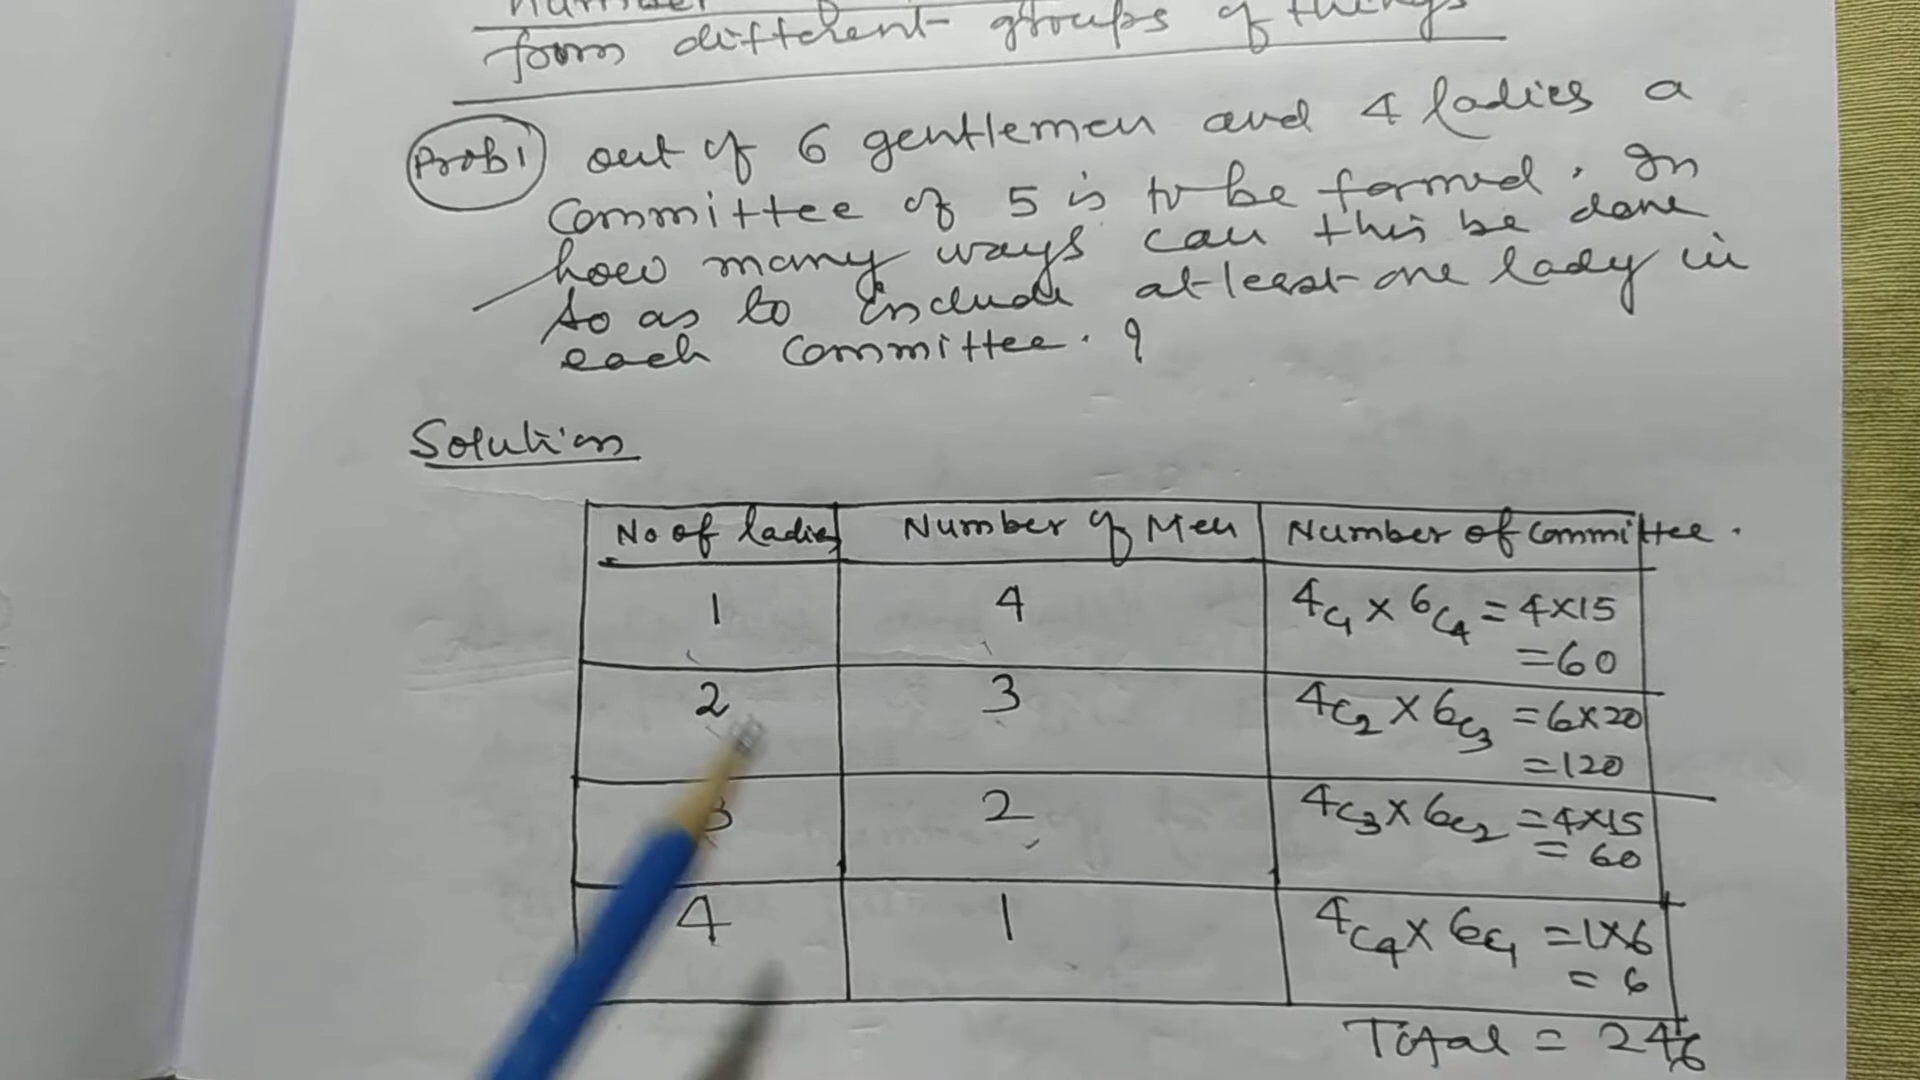 number
from different groups of things
Prob1 out of 6 gentlemen and 4 ladies a
Committee of 5 is to be formed. In
how many ways can this be done
so as to include at-least-one lady in
each committee. ?
Solution
No of ladies Number of Men Number of committee.
1 4 4C1 x 6C4 = 4x15
=60
2 3 4C2 x 6C3 = 6x20
=120
3 2 4C3 x 6C2 = 4x15
= 60
4 1 4C4 x 6C1 = 1x6
= 6
Total = 246